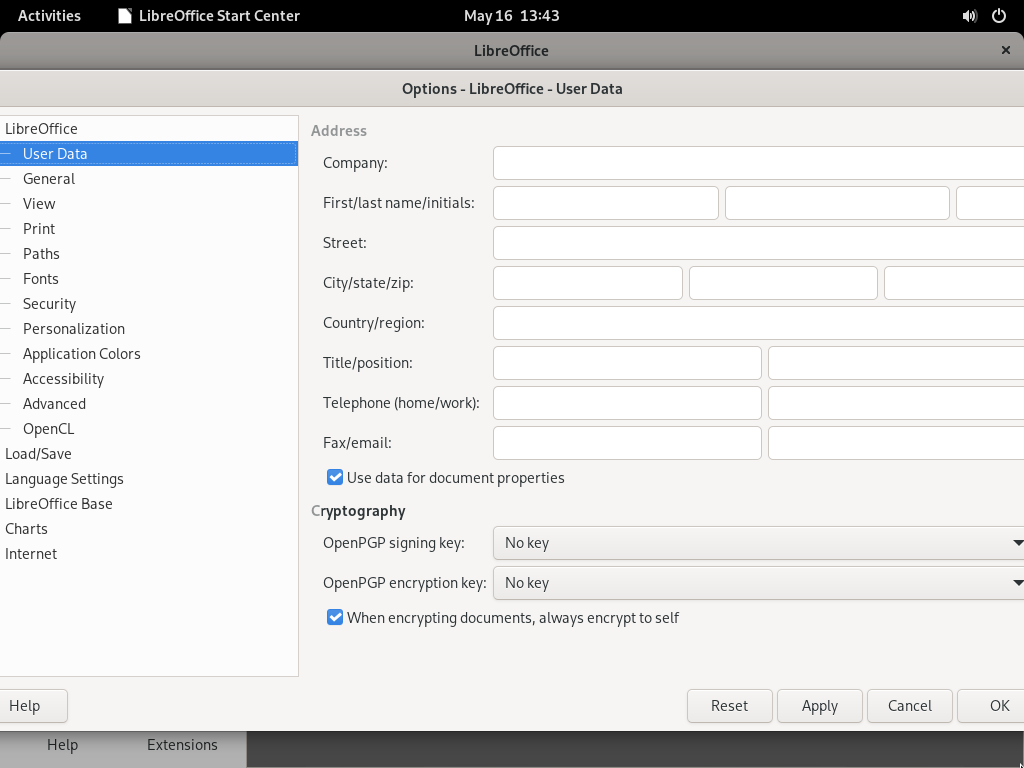 Activities LibreOffice Start Center May 16 13:43
LibreOffice
Options - LibreOffice - User Data
LibreOffice
User Data
General
View
Print
Paths
Fonts
Security
Personalization
Application Colors
Accessibility
Advanced
OpenCL
Load/Save
Language Settings
LibreOffice Base
Charts
Internet
Address
Company:
First/last name/initials:
Street:
City/state/zip:
Country/region:
Title/position:
Telephone (home/work):
Fax/email:
Use data for document properties
Cryptography
OpenPGP signing key: No key
OpenPGP encryption key: No key
When encrypting documents, always encrypt to self
Help Reset Apply Cancel OK
Help Extensions